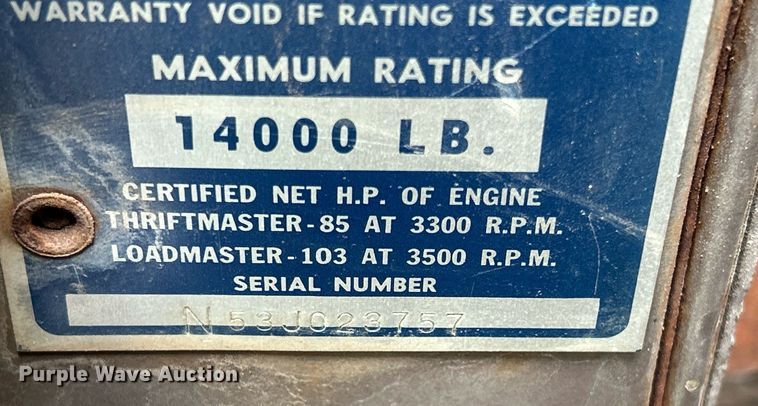 WARRANTY VOID IF RATING IS EXCEEDED
MAXIMUM RATING
14000 LB.
CERTIFIED NET H.P. OF ENGINE
THRIFTMASTER-85 AT 3300 R.P.M.
LOADMASTER-103 AT 3500 R.P.M.
SERIAL NUMBER
N53J023757
Purple Wave Auction